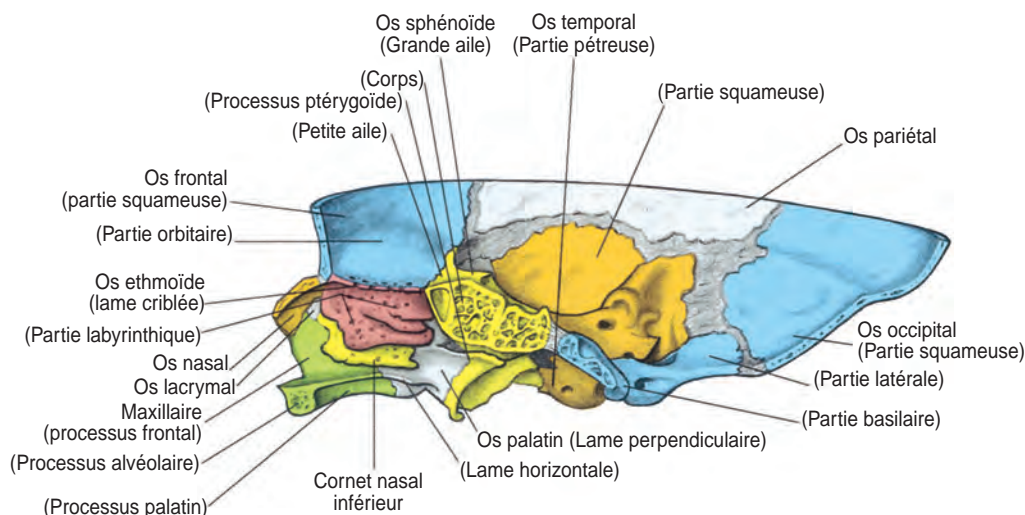 Os sphénoïde
(Grande aile)
Os temporal
(Partie pétreuse)
(Corps)
(Processus ptérygoïde)
(Petite aile)
(Partie squameuse)
Os pariétal
Os frontal
(partie squameuse)
(Partie orbitaire)
Os ethmoïde
(lame criblée)
(Partie labyrinthique)
Os nasal
Os lacrymal
Maxillaire
(processus frontal)
(Processus alvéolaire)
(Processus palatin)
Cornet nasal
inférieur
(Lame horizontale)
Os palatin (Lame perpendiculaire)
Os occipital
(Partie squameuse)
(Partie latérale)
(Partie basilaire)